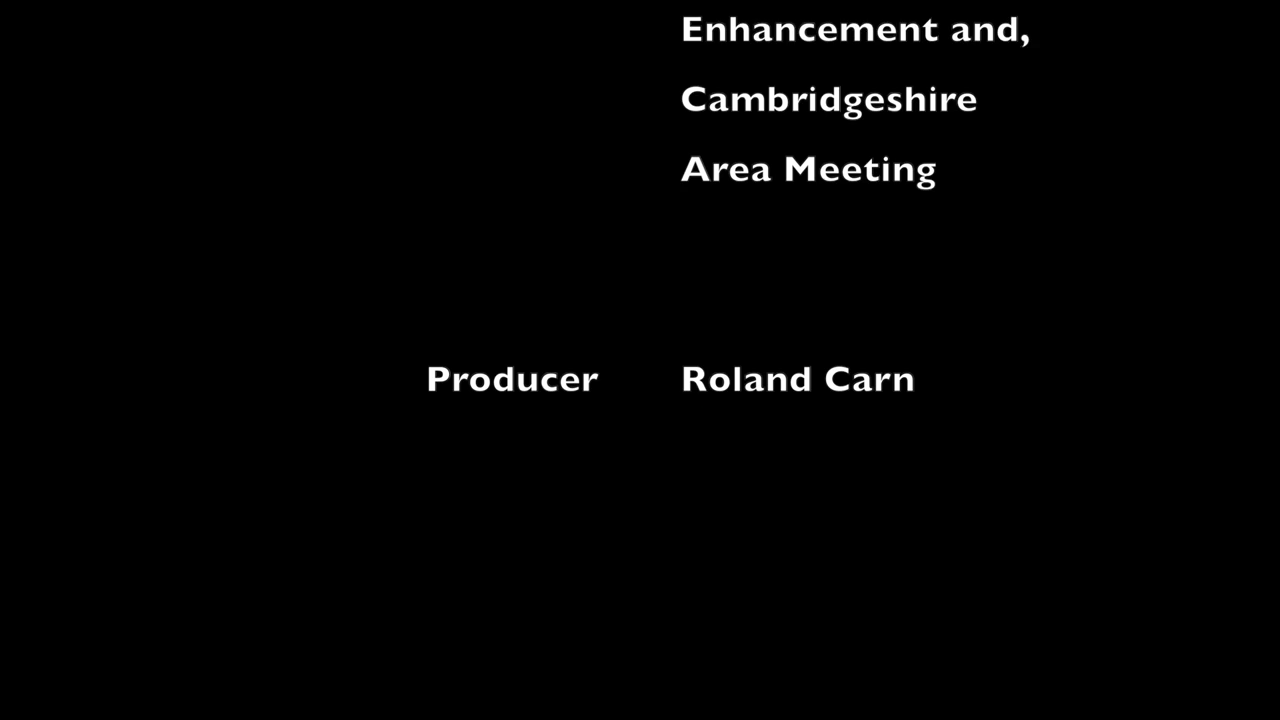 Enhancement and,
Cambridgeshire
Area Meeting
Producer Roland Carn